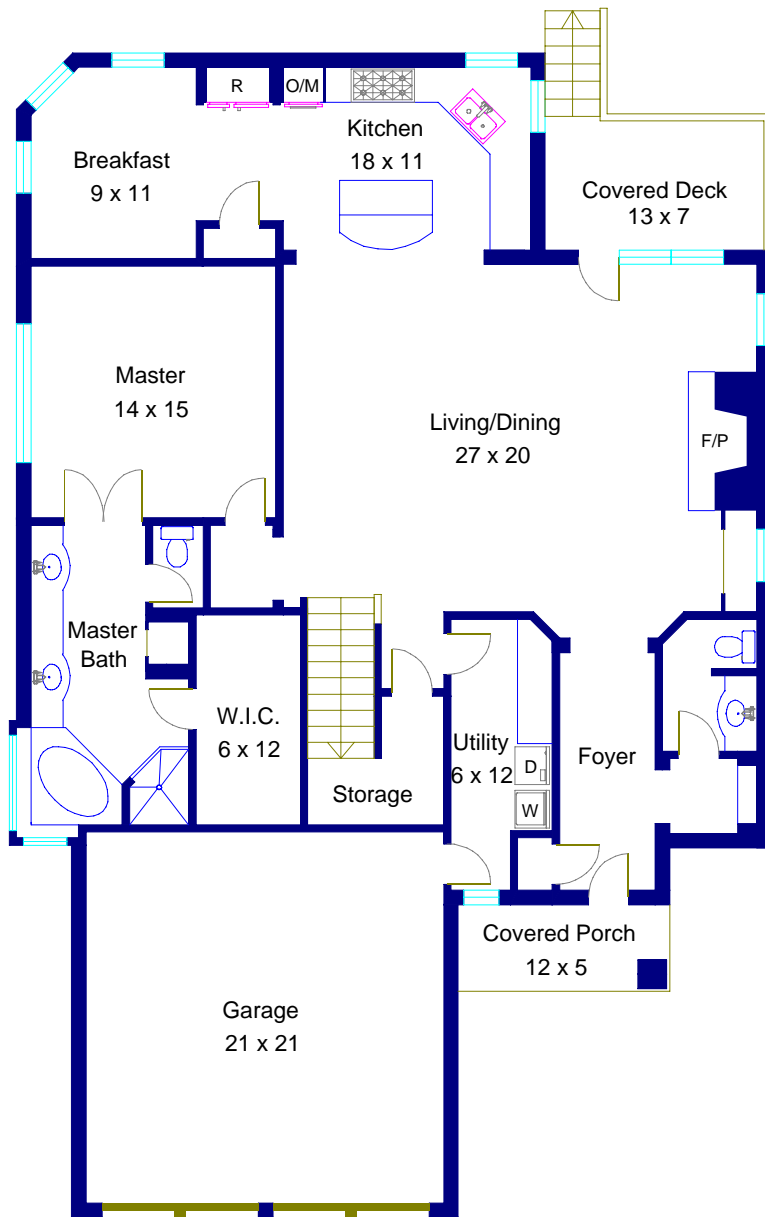 R
O/M
Kitchen
18 x 11
Breakfast
9 x 11
Covered Deck
13 x 7
Master
14 x 15
Living/Dining
27 x 20
F/P
Master
Bath
W.I.C.
6 x 12
Utility
6 x 12
D
W
Foyer
Storage
Covered Porch
12 x 5
Garage
21 x 21